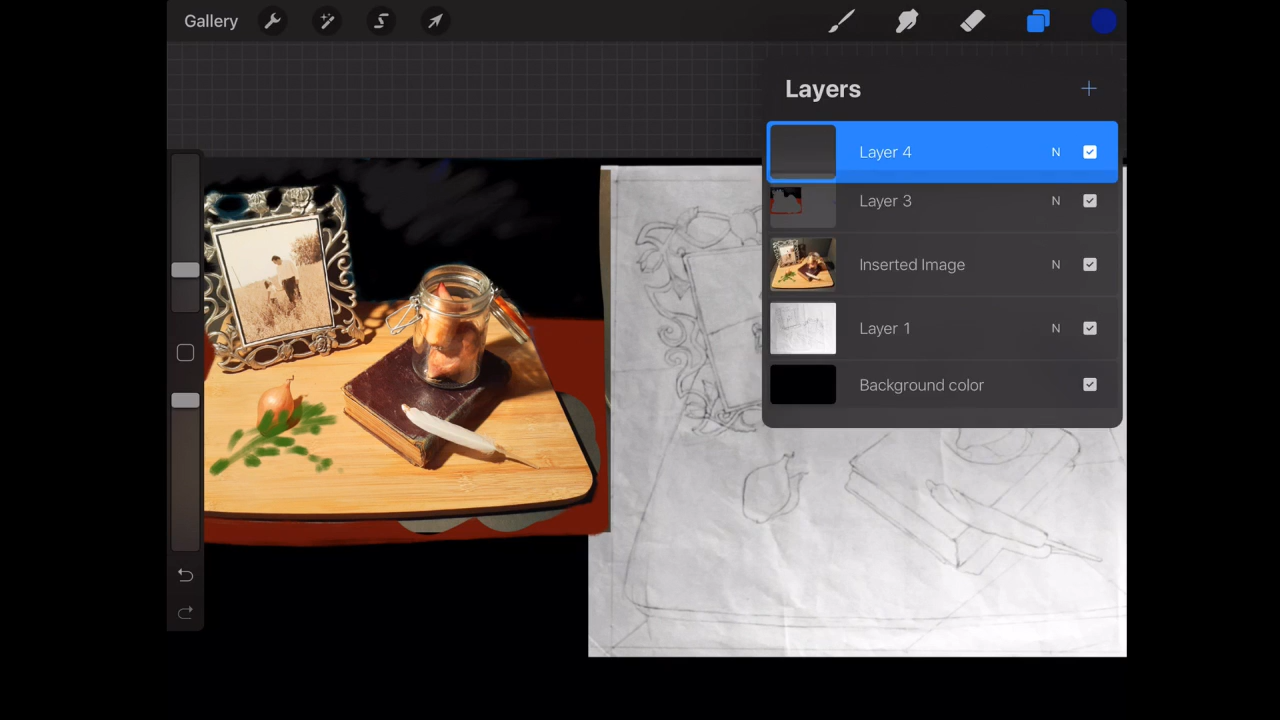 Gallery
Layers
Layer 4 N
Layer 3 N
Inserted Image N
Layer 1 N
Background color